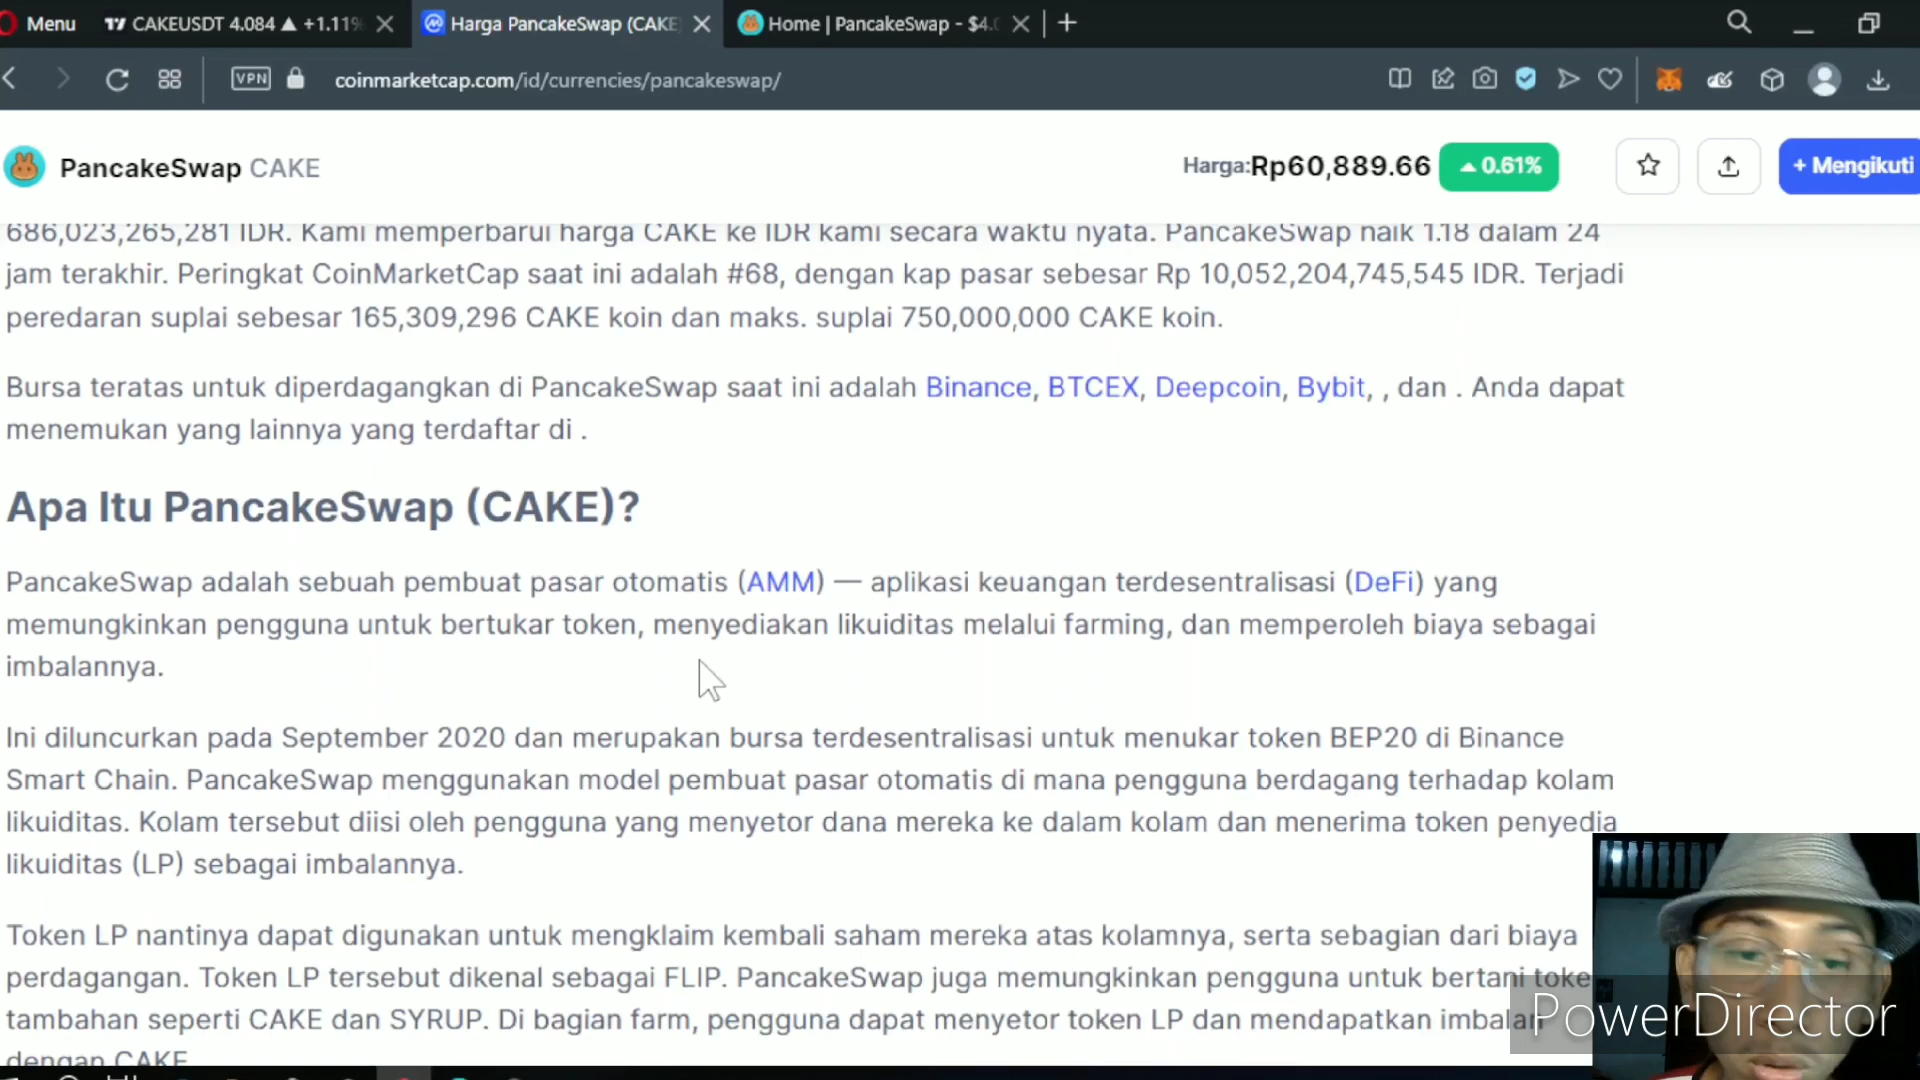 Menu
CAKEUSDT 4.084 ▲ +1.11%
Harga PancakeSwap (CAKE
Home | PancakeSwap - $4.0
VPN
coinmarketcap.com/id/currencies/pancakeswap/
PancakeSwap CAKE
Harga:Rp60,889.66
▲0.61%
+ Mengikuti
686,023,265,281 IDR. Kami memperbarui harga CAKE ke IDR kami secara waktu nyata. PancakeSwap naik 1.18 dalam 24
jam terakhir. Peringkat CoinMarketCap saat ini adalah #68, dengan kap pasar sebesar Rp 10,052,204,745,545 IDR. Terjadi
peredaran suplai sebesar 165,309,296 CAKE koin dan maks. suplai 750,000,000 CAKE koin.
Bursa teratas untuk diperdagangkan di PancakeSwap saat ini adalah Binance, BTCEX, Deepcoin, Bybit, , dan . Anda dapat
menemukan yang lainnya yang terdaftar di .
Apa Itu PancakeSwap (CAKE)?
PancakeSwap adalah sebuah pembuat pasar otomatis (AMM) — aplikasi keuangan terdesentralisasi (DeFi) yang
memungkinkan pengguna untuk bertukar token, menyediakan likuiditas melalui farming, dan memperoleh biaya sebagai
imbalannya.
Ini diluncurkan pada September 2020 dan merupakan bursa terdesentralisasi untuk menukar token BEP20 di Binance
Smart Chain. PancakeSwap menggunakan model pembuat pasar otomatis di mana pengguna berdagang terhadap kolam
likuiditas. Kolam tersebut diisi oleh pengguna yang menyetor dana mereka ke dalam kolam dan menerima token penyedia
likuiditas (LP) sebagai imbalannya.
Token LP nantinya dapat digunakan untuk mengklaim kembali saham mereka atas kolamnya, serta sebagian dari biaya
perdagangan. Token LP tersebut dikenal sebagai FLIP. PancakeSwap juga memungkinkan pengguna untuk bertani toke
tambahan seperti CAKE dan SYRUP. Di bagian farm, pengguna dapat menyetor token LP dan mendapatkan imbalan
dengan CAKE
PowerDirector